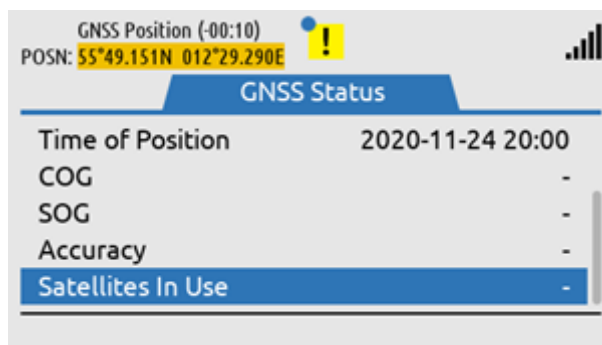 GNSS Position (-00:10)
POSN: 55°49.151N 012°29.290E
!
GNSS Status
Time of Position 2020-11-24 20:00
COG -
SOG -
Accuracy -
Satellites In Use -